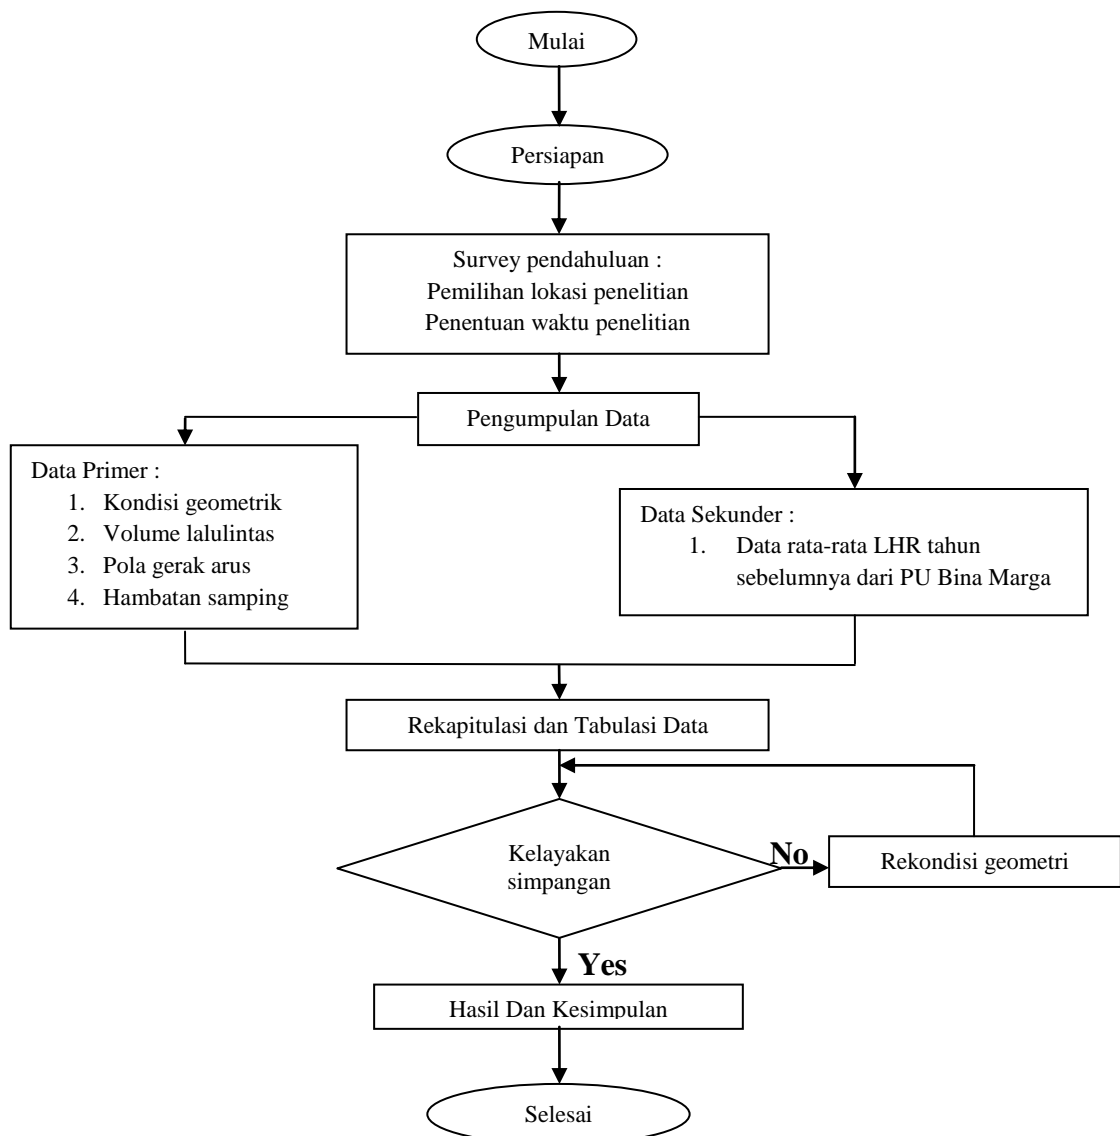 Mulai
Persiapan
Survey pendahuluan :
Pemilihan lokasi penelitian
Penentuan waktu penelitian
Pengumpulan Data
Data Primer :
1. Kondisi geometrik
2. Volume lalulintas
3. Pola gerak arus
4. Hambatan samping
Data Sekunder :
1. Data rata-rata LHR tahun
sebelumnya dari PU Bina Marga
Rekapitulasi dan Tabulasi Data
Kelayakan
simpangan
No
Rekondisi geometri
Yes
Hasil Dan Kesimpulan
Selesai